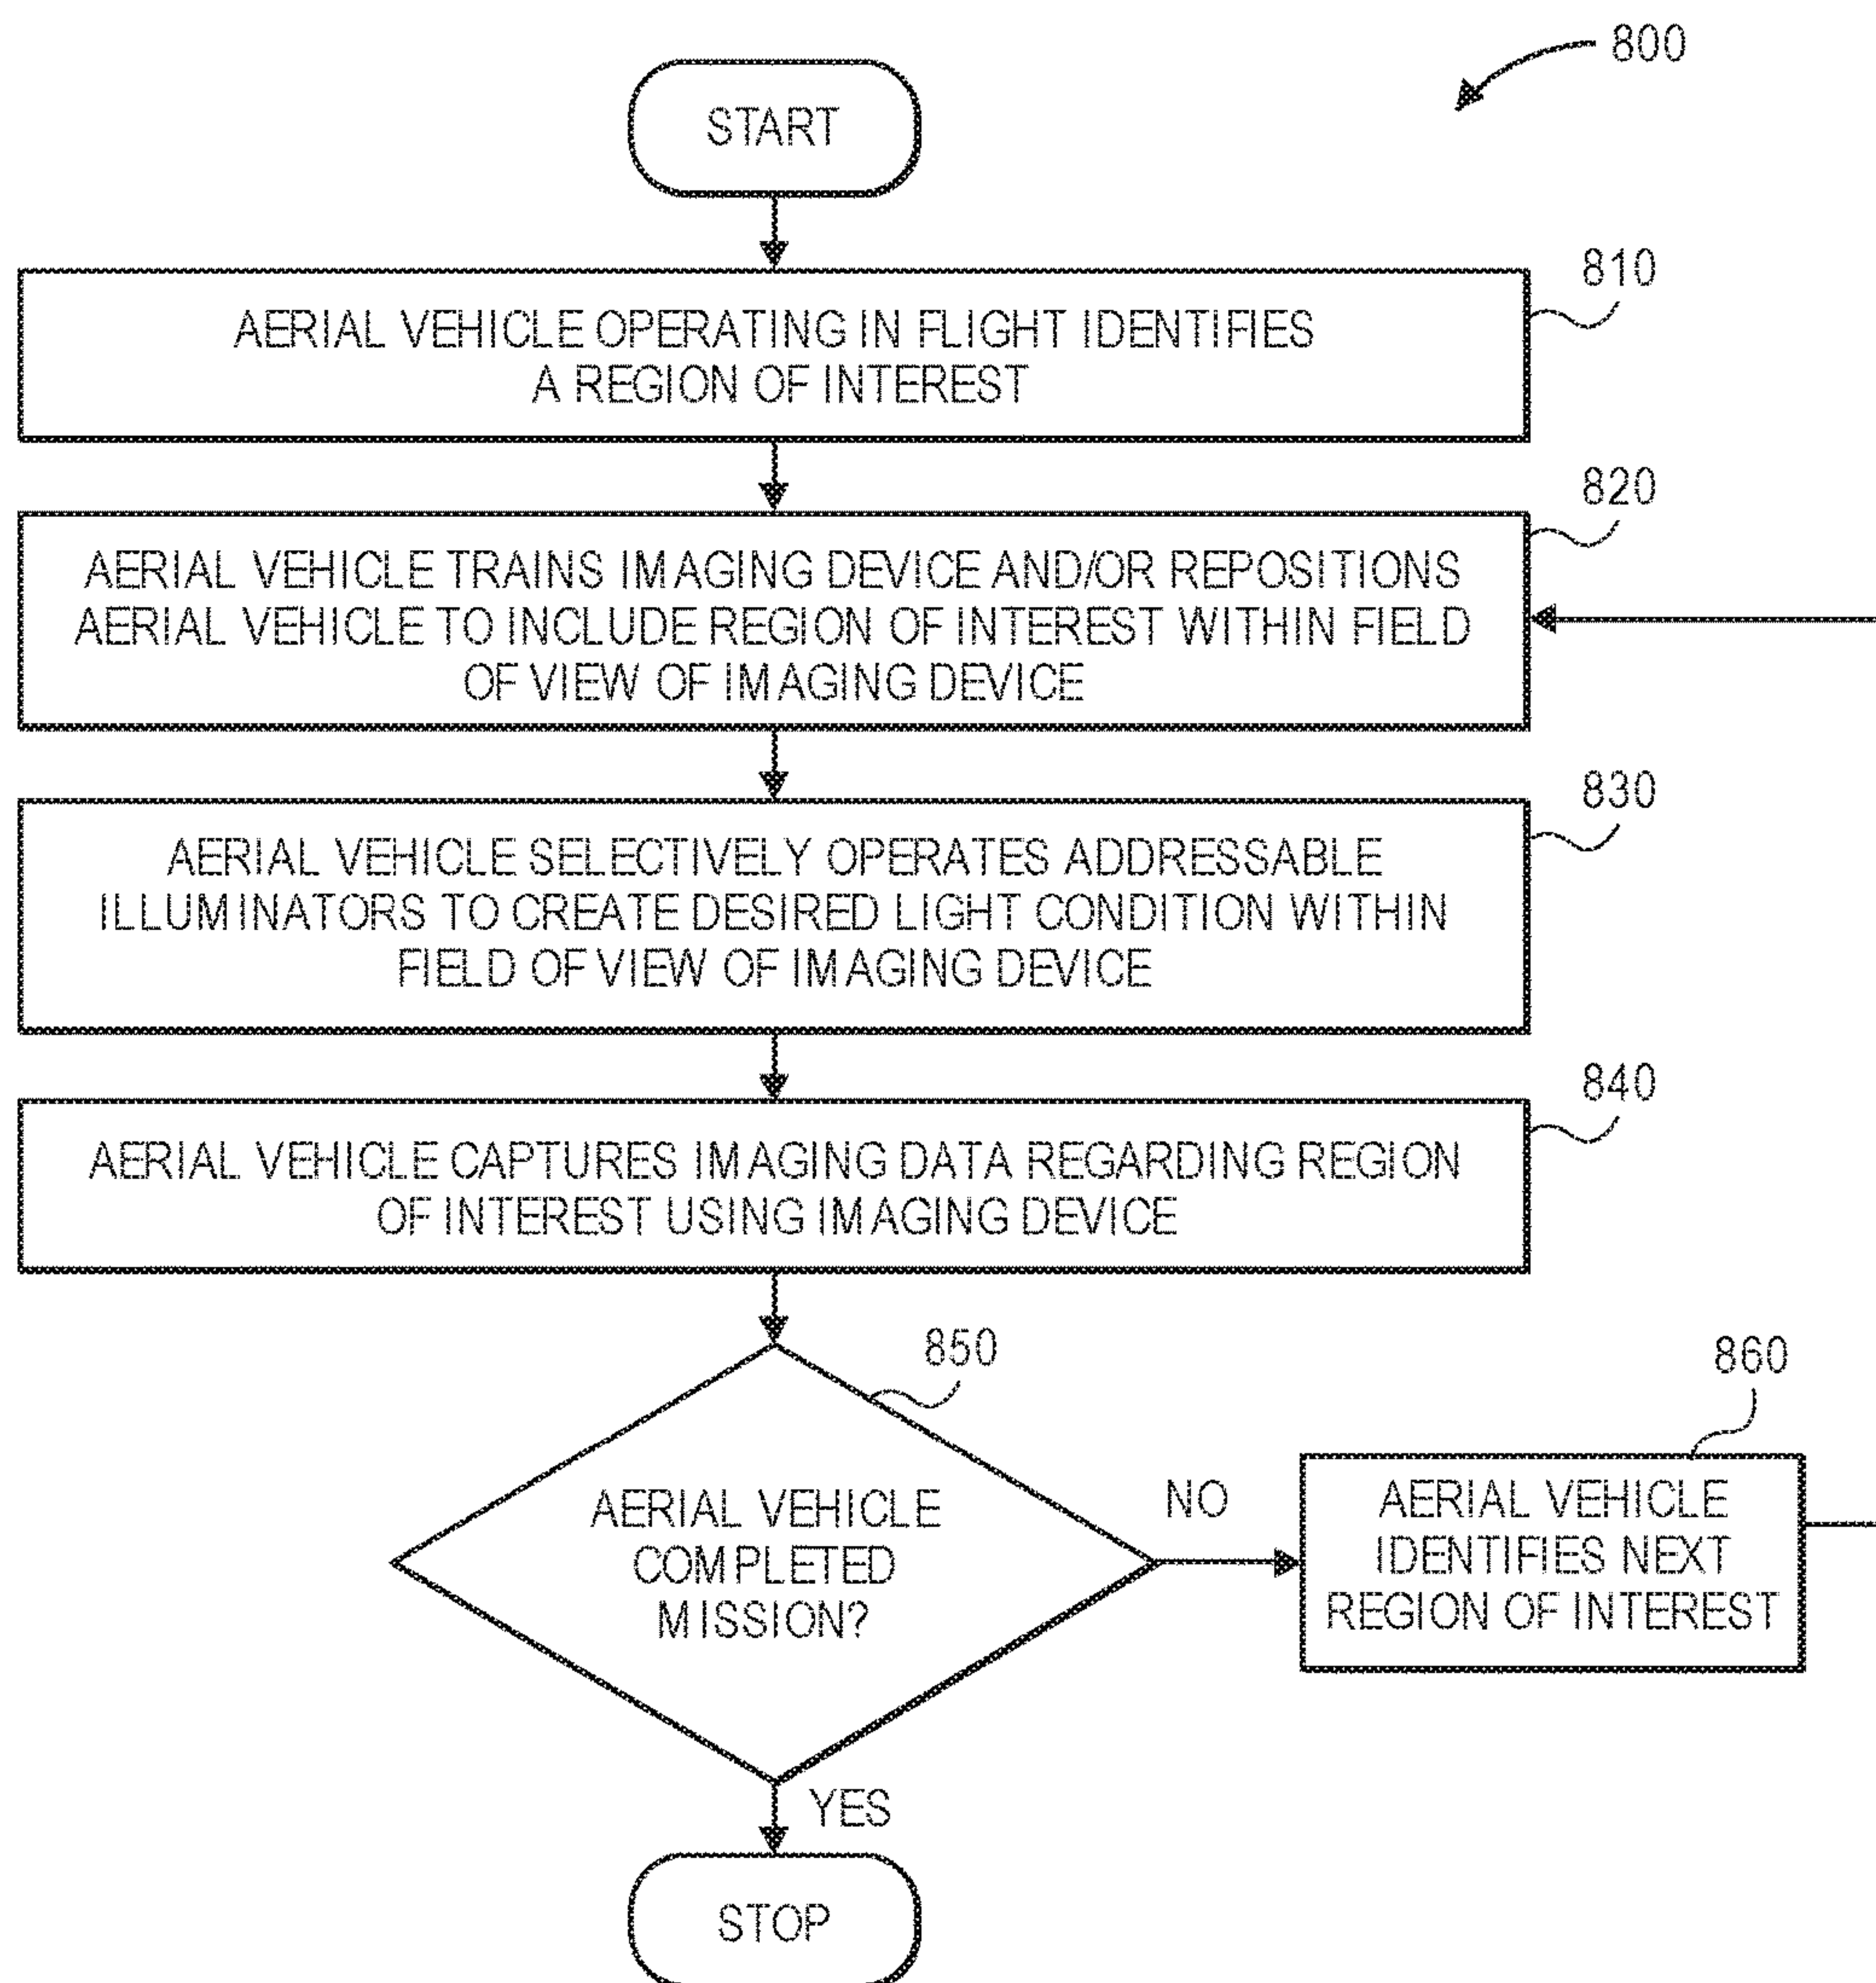 800
START
810
AERIAL VEHICLE OPERATING IN FLIGHT IDENTIFIES
A REGION OF INTEREST
820
AERIAL VEHICLE TRAINS IMAGING DEVICE AND/OR REPOSITIONS
AERIAL VEHICLE TO INCLUDE REGION OF INTEREST WITHIN FIELD
OF VIEW OF IMAGING DEVICE
830
AERIAL VEHICLE SELECTIVELY OPERATES ADDRESSABLE
ILLUMINATORS TO CREATE DESIRED LIGHT CONDITION WITHIN
FIELD OF VIEW OF IMAGING DEVICE
840
AERIAL VEHICLE CAPTURES IMAGING DATA REGARDING REGION
OF INTEREST USING IMAGING DEVICE
850
AERIAL VEHICLE
COMPLETED
MISSION?
NO
860
AERIAL VEHICLE
IDENTIFIES NEXT
REGION OF INTEREST
YES
STOP